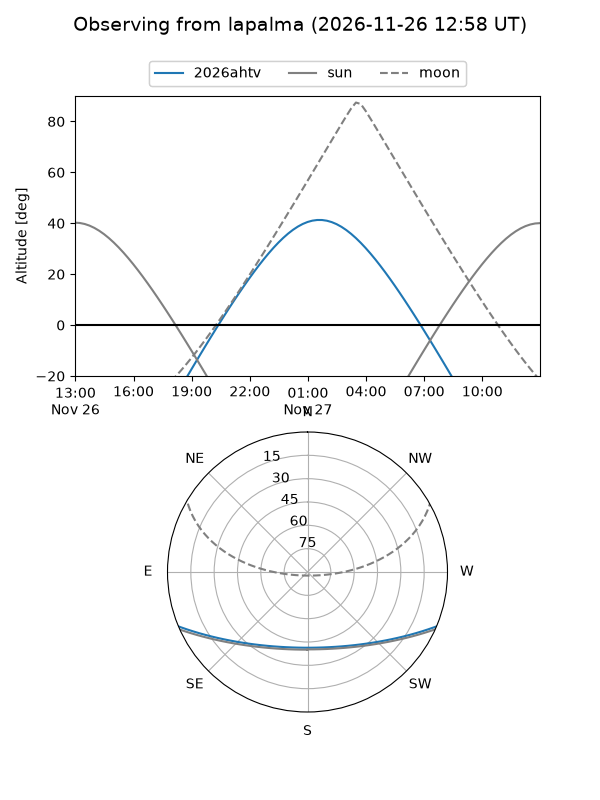 Observing from lapalma (2026-11-26 12:58 UT)
2026ahtv sun moon
Altitude [deg]
80
60
40
20
0
−20
13:00 16:00 19:00 22:00 01:00 04:00 07:00 10:00
Nov 26 Nov 27
N
NE NW
15
30
45
60
75
E W
SE SW
S